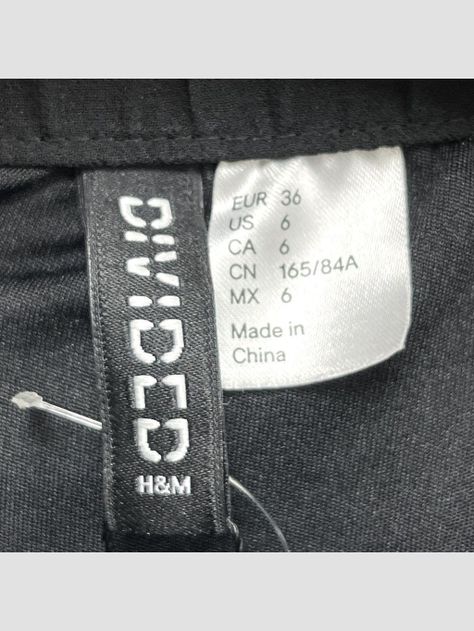 DIVIDED
H&M
EUR 36
US 6
CA 6
CN 165/84A
MX 6
Made in
China